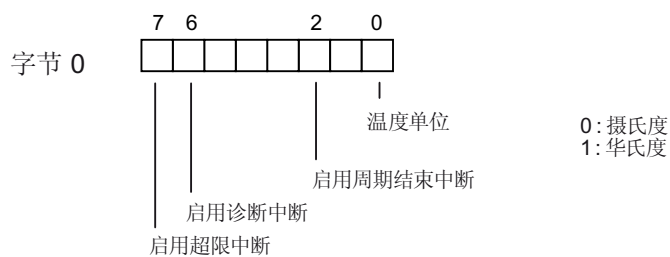 7 6 2 0
字节 0
温度单位
0 : 摄氏度
1 : 华氏度
启用周期结束中断
启用诊断中断
启用超限中断